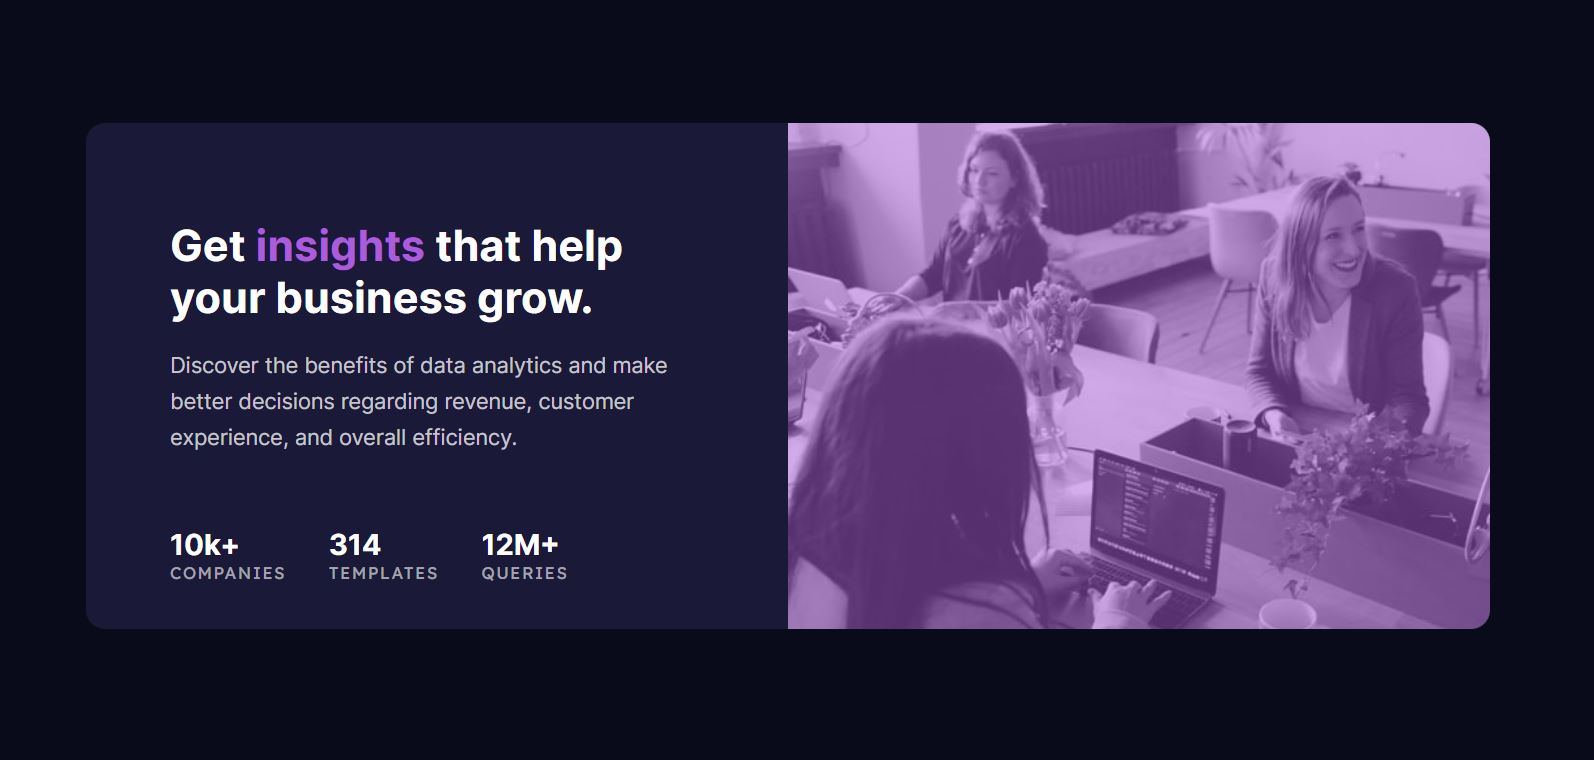 Get insights that help
your business grow.
Discover the benefits of data analytics and make
better decisions regarding revenue, customer
experience, and overall efficiency.
10k+ 314 12M+
COMPANIES TEMPLATES QUERIES